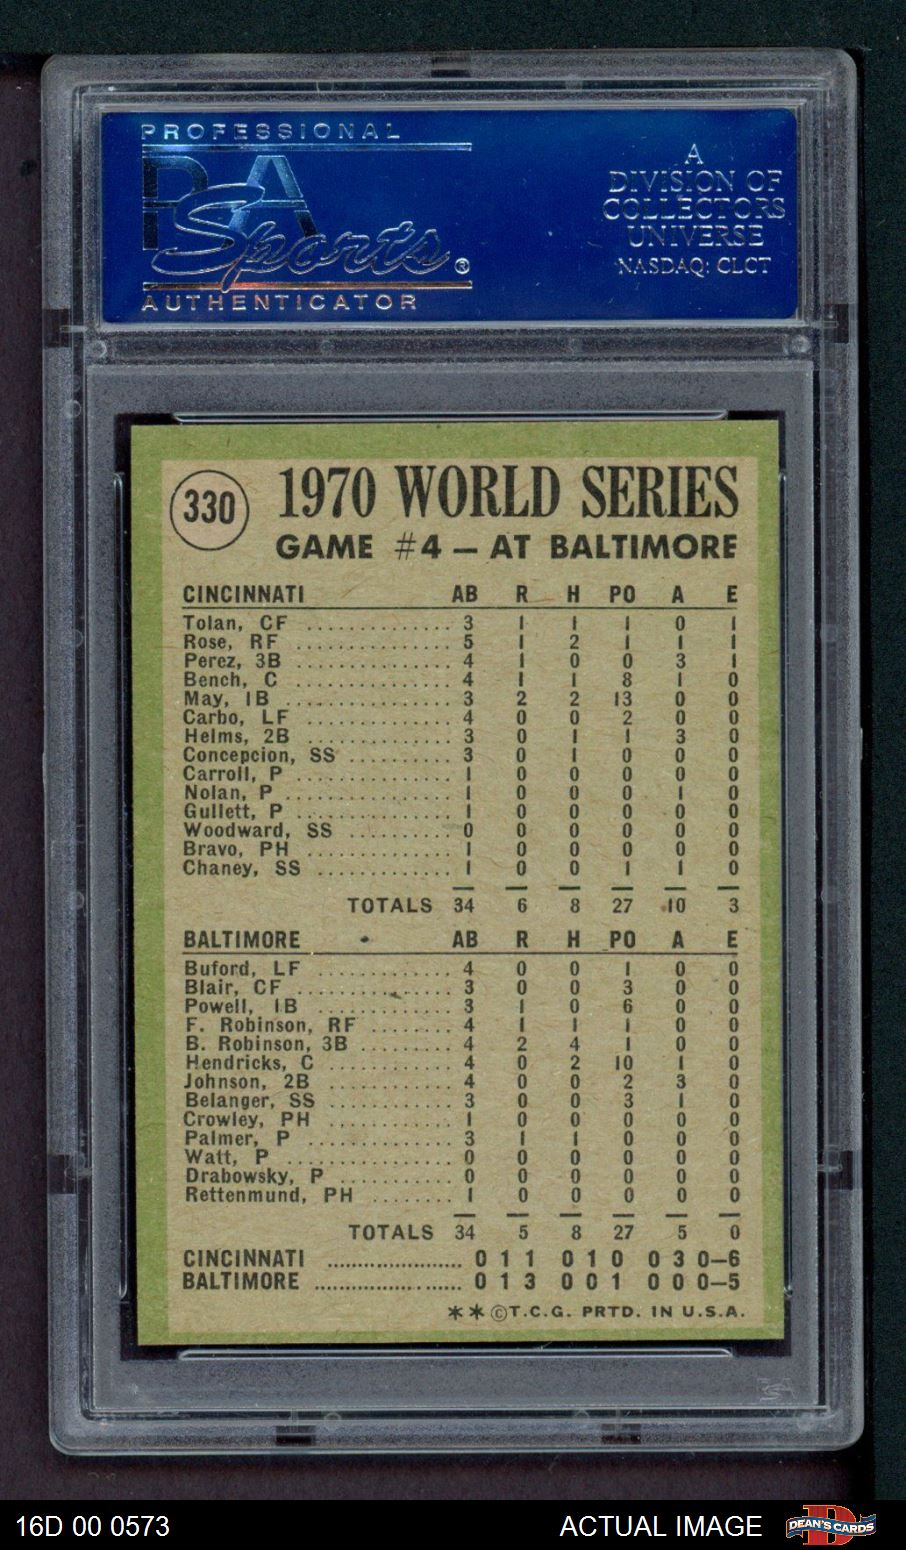 PROFESSIONAL
PSA
Sports®
AUTHENTICATOR
A
DIVISION OF
COLLECTORS
UNIVERSE
NASDAQ: CLCT
330 1970 WORLD SERIES
GAME #4 — AT BALTIMORE
CINCINNATI AB R H PO A E
Tolan, CF ............... 3 1 1 1 0 1
Rose, RF ............... 5 1 2 1 1 1
Perez, 3B ............... 4 1 0 0 3 1
Bench, C ............... 4 1 1 8 1 0
May, 1B ............... 3 2 2 13 0 0
Carbo, LF ............... 4 0 0 2 0 0
Helms, 2B ............... 3 0 1 1 3 0
Concepcion, SS .......... 3 0 1 0 0 0
Carroll, P ............... 1 0 0 0 0 0
Nolan, P ............... 1 0 0 0 1 0
Gullett, P ............... 1 0 0 0 0 0
Woodward, SS .......... 0 0 0 0 0 0
Bravo, PH ............... 1 0 0 0 0 0
Chaney, SS ............. 1 0 0 1 1 0
TOTALS 34 6 8 27 10 3
BALTIMORE AB R H PO A E
Buford, LF ............... 4 0 0 1 0 0
Blair, CF ............... 3 0 0 3 0 0
Powell, 1B ............... 3 1 0 6 0 0
F. Robinson, RF ........ 4 1 1 1 0 0
B. Robinson, 3B ......... 4 2 4 1 0 0
Hendricks, C ............ 4 0 2 10 1 0
Johnson, 2B ............ 4 0 0 2 3 0
Belanger, SS ............ 3 0 0 3 1 0
Crowley, PH ............ 1 0 0 0 0 0
Palmer, P ............... 3 1 1 0 0 0
Watt, P ............... 0 0 0 0 0 0
Drabowsky, P ............ 0 0 0 0 0 0
Rettenmund, PH ........ 1 0 0 0 0 0
TOTALS 34 5 8 27 5 0
CINCINNATI ...................... 0 1 1 0 1 0 0 3 0—6
BALTIMORE ...................... 0 1 3 0 0 1 0 0 0—5
**©T.C.G. PRTD. IN U.S.A.
16D 00 0573 ACTUAL IMAGE DEAN'S CARDS